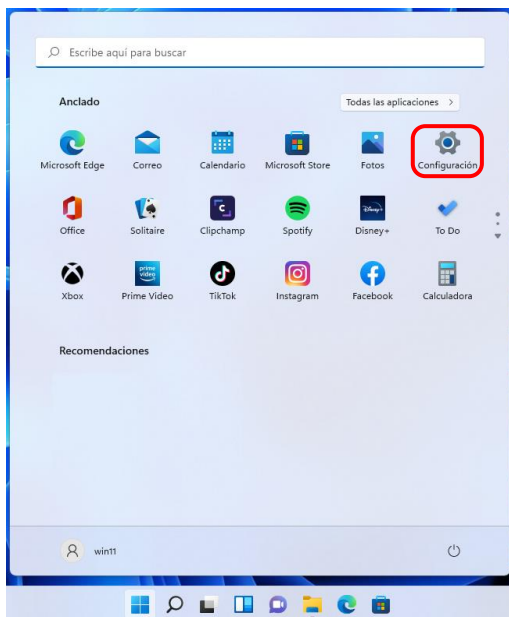 Escribe aquí para buscar
Anclado
Todas las aplicaciones >
Microsoft Edge Correo Calendario Microsoft Store Fotos Configuración
Office Solitaire Clipchamp Spotify Disney+ To Do
Xbox Prime Video TikTok Instagram Facebook Calculadora
Recomendaciones
win11